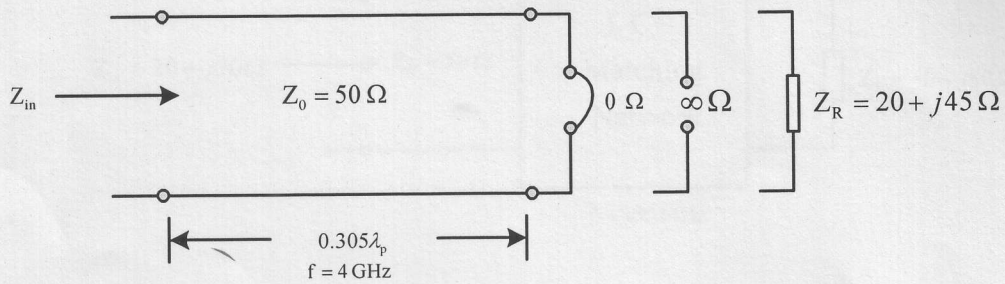 Z_in
Z_0 = 50 Ω
0 Ω
∞ Ω
Z_R = 20 + j45 Ω
0.305λ_p
f = 4 GHz